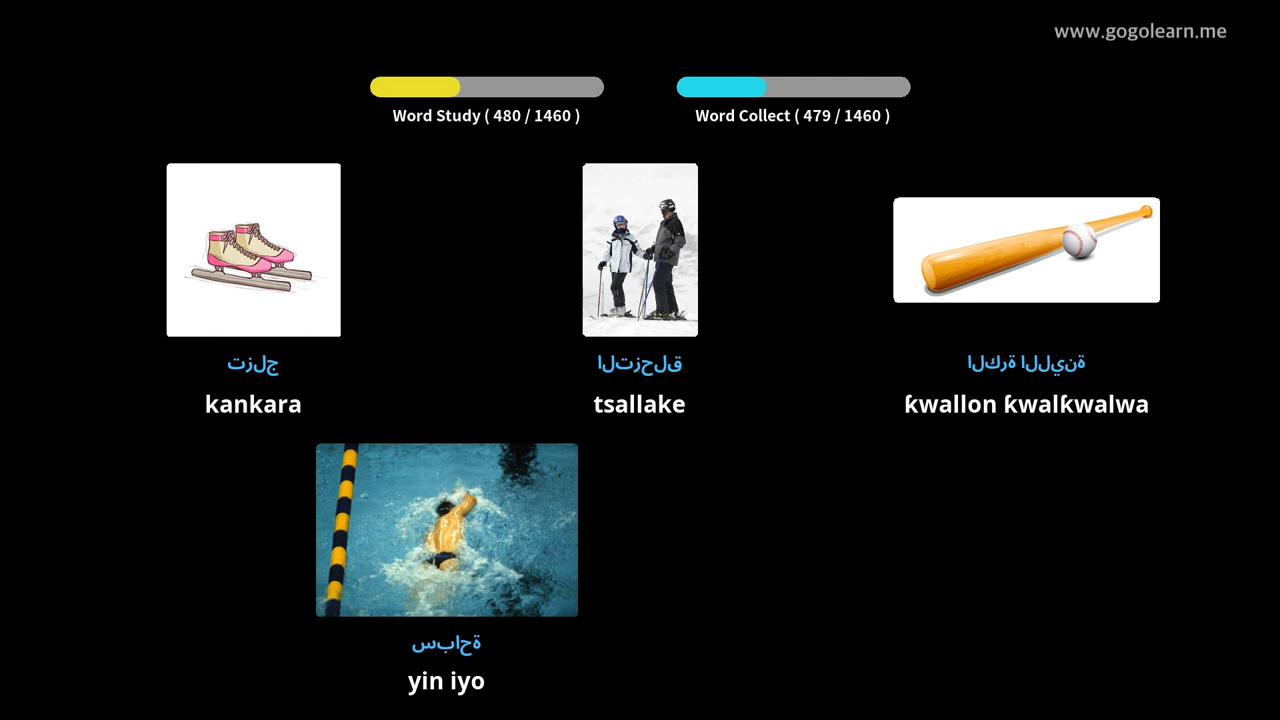 www.gogolearn.me
Word Study ( 480 / 1460 )
Word Collect ( 479 / 1460 )
تزلج
التزحلق
الكرة اللينة
kankara
tsallake
ƙwallon ƙwalƙwalwa
سباحة
yin iyo